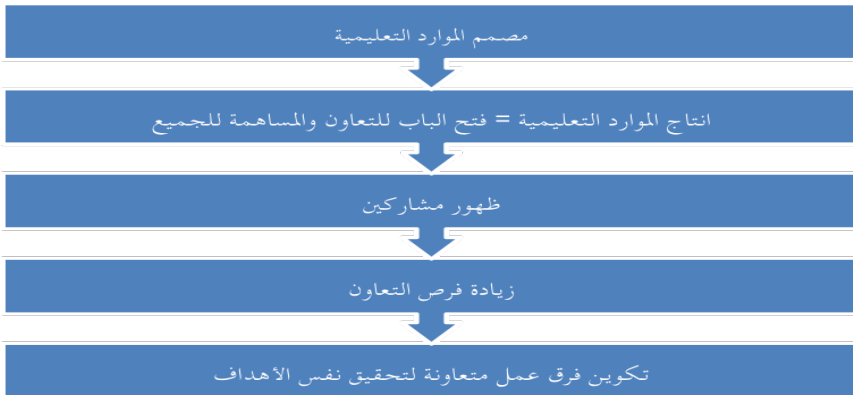 مصمم الموارد التعليمية
انتاج الموارد التعليمية = فتح الباب للتعاون والمساهمة للجميع
ظهور مشاركين
زيادة فرص التعاون
تكوين فرق عمل متعاونة لتحقيق نفس الأهداف